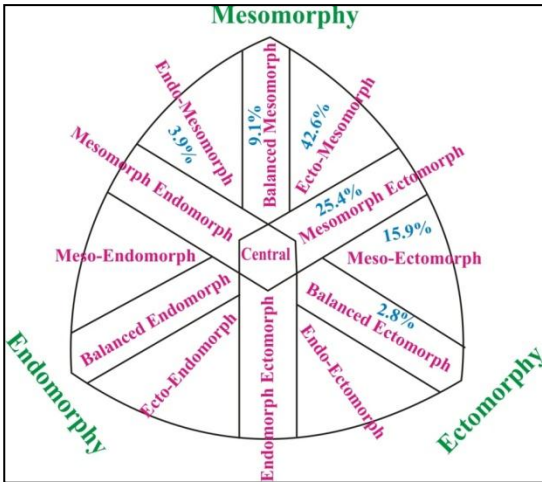 Mesomorphy
Endo-Mesomorph
3.9%
Balanced Mesomorph
9.1%
Ecto-Mesomorph
42.6%
Mesomorph Endomorph
Mesomorph Ectomorph
25.4%
Meso-Endomorph
Central
Meso-Ectomorph
15.9%
Balanced Endomorph
Balanced Ectomorph
2.8%
Ecto-Endomorph
Endomorph Ectomorph
Endo-Ectomorph
Endomorphy
Ectomorphy